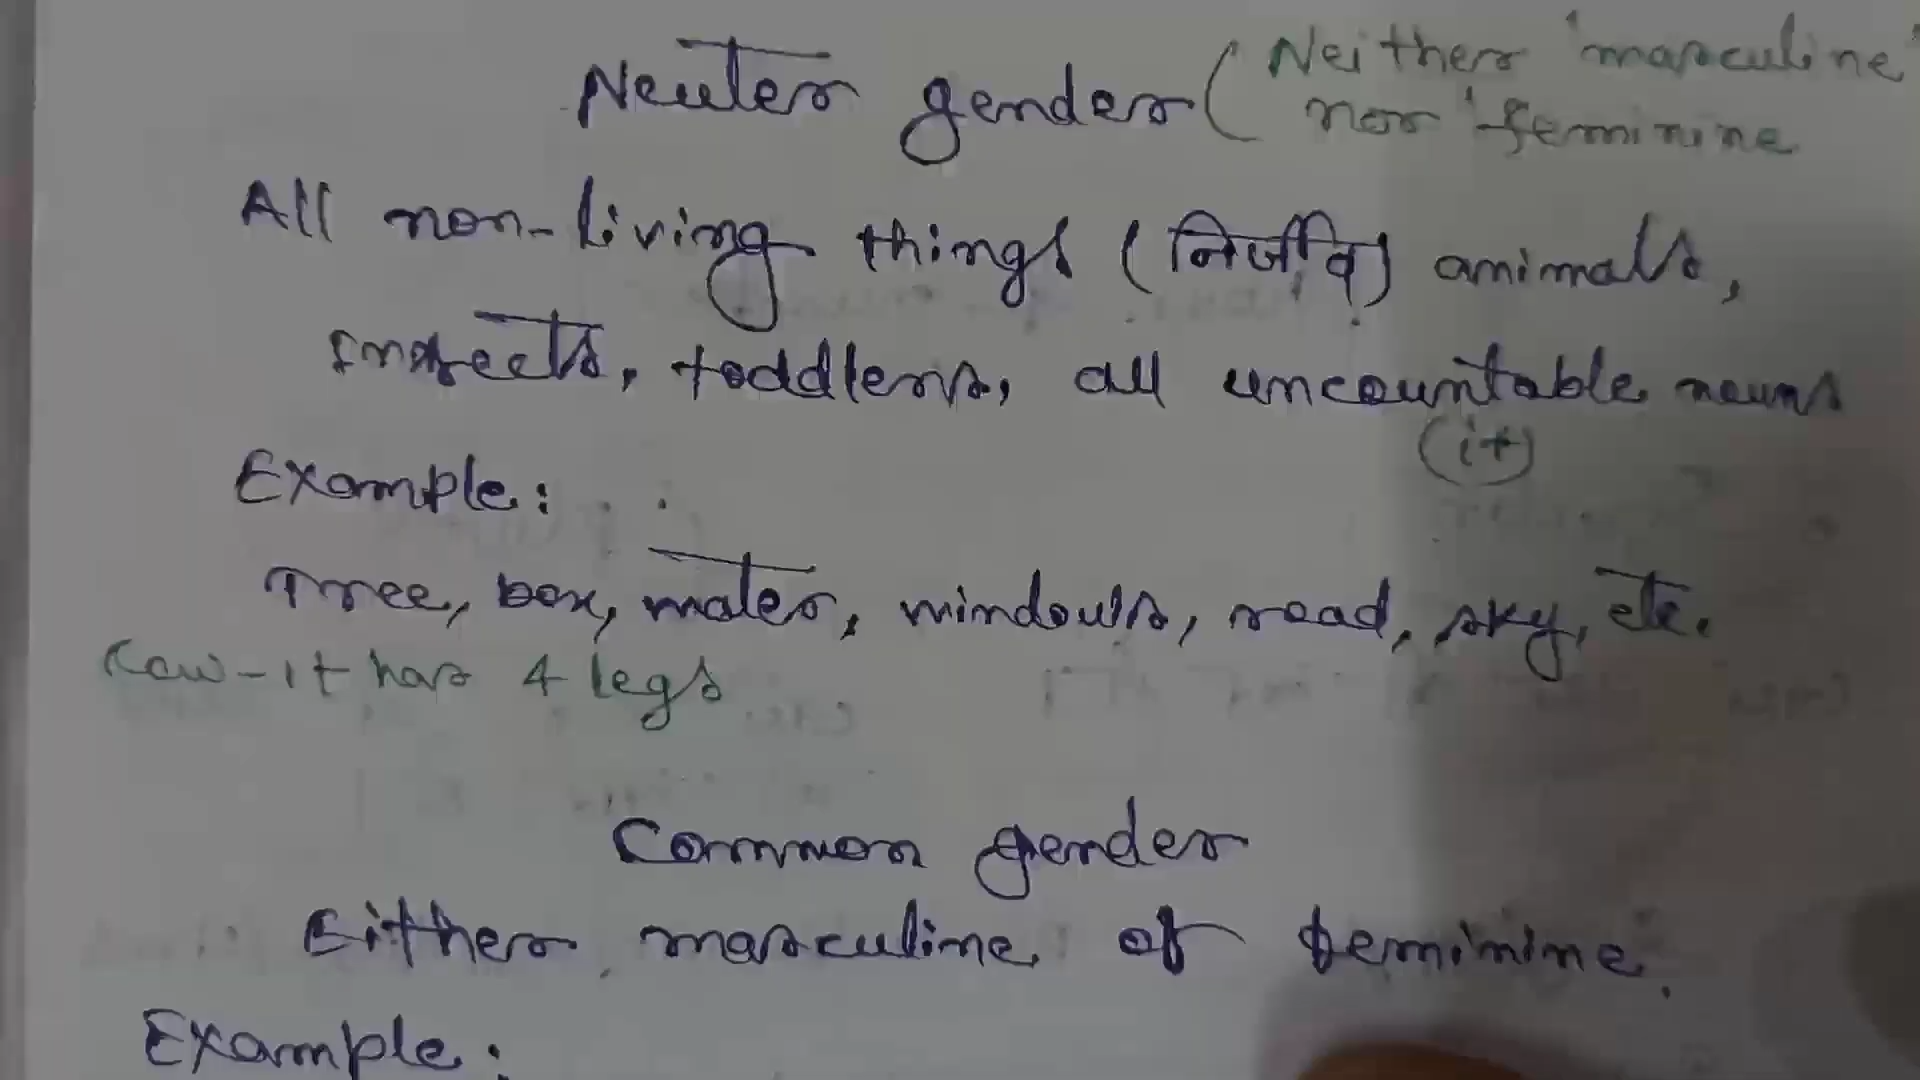 Neuter gender ( Neither 'masculine'
nor 'feminine
All non-living things (निर्जीव) animals,
Insects, toddlers, all uncountable nouns
(it)
Example:
Tree, box, water, windows, road, sky, etc.
Cow - it has 4 legs
Common gender
Either masculine of feminine.
Example: